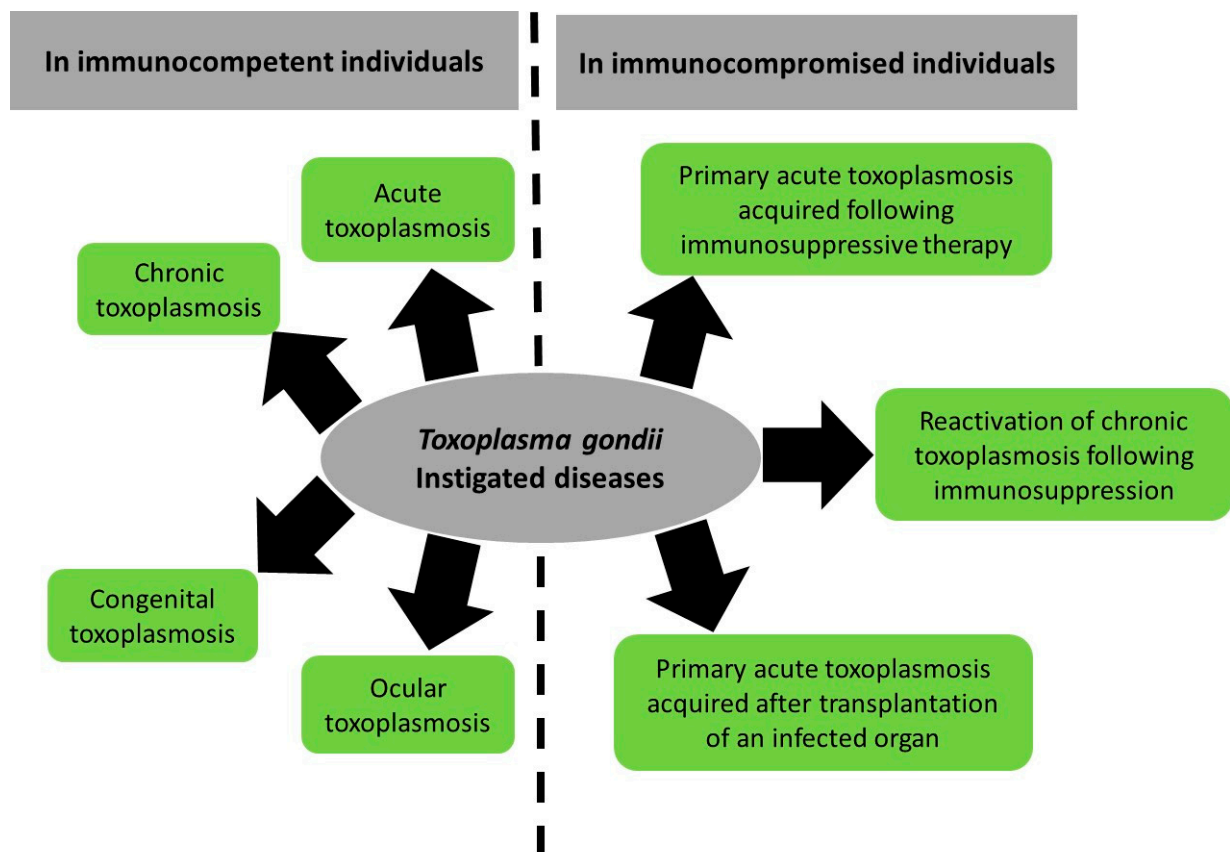 In immunocompetent individuals
In immunocompromised individuals
Acute
toxoplasmosis
Primary acute toxoplasmosis
acquired following
immunosuppressive therapy
Chronic
toxoplasmosis
Toxoplasma gondii
Instigated diseases
Reactivation of chronic
toxoplasmosis following
immunosuppression
Congenital
toxoplasmosis
Ocular
toxoplasmosis
Primary acute toxoplasmosis
acquired after transplantation
of an infected organ